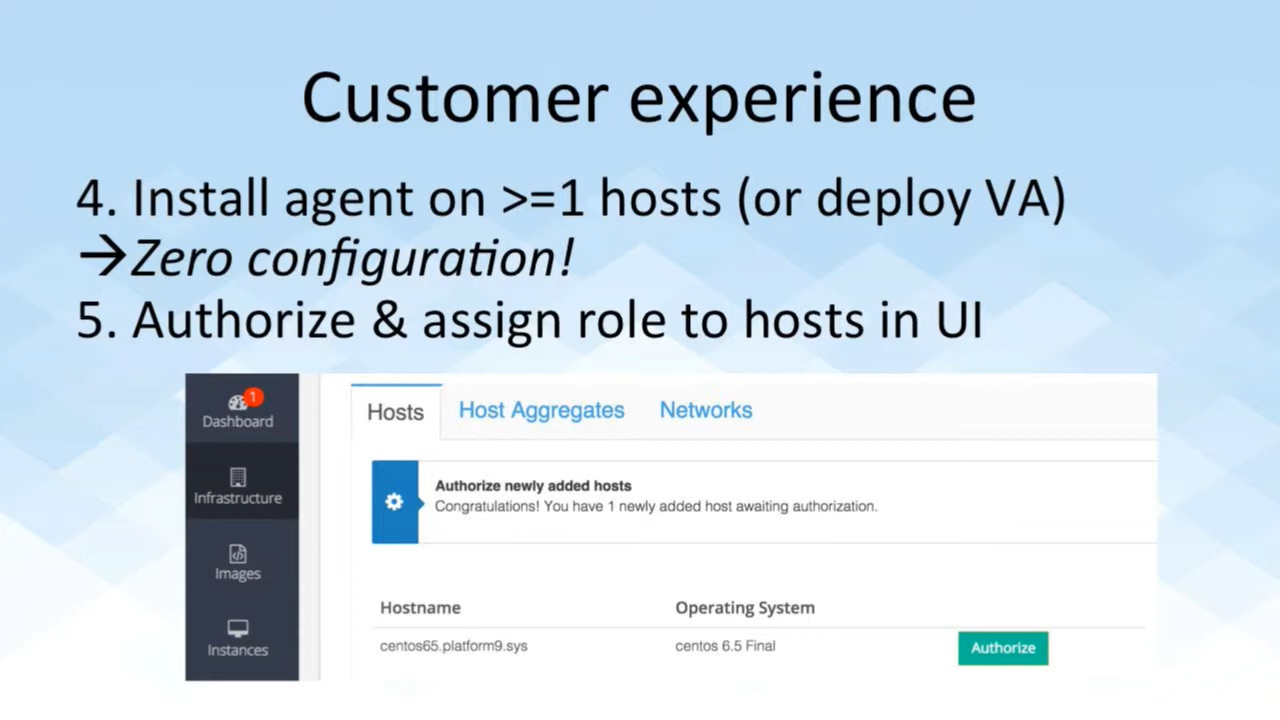 Customer experience
4. Install agent on >=1 hosts (or deploy VA)
→Zero configuration!
5. Authorize & assign role to hosts in UI
1
Dashboard
Infrastructure
Images
Instances
Hosts Host Aggregates Networks
Authorize newly added hosts
Congratulations! You have 1 newly added host awaiting authorization.
Hostname Operating System
centos65.platform9.sys centos 6.5 Final Authorize